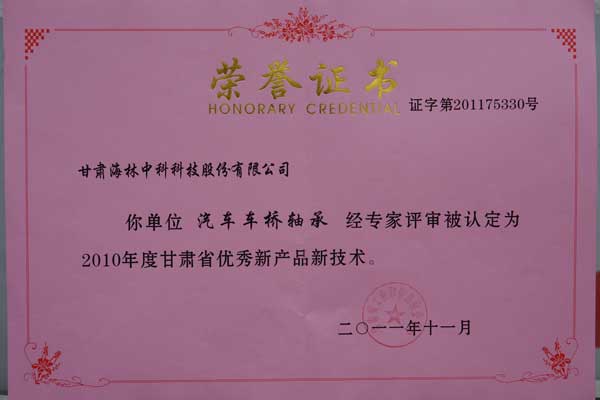 荣誉证书
HONORARY CREDENTIAL
证字第201175330号
甘肃海林中科科技股份有限公司
你单位 汽车车桥轴承 经专家评审被认定为
2010年度甘肃省优秀新产品新技术。
二〇一一年十一月